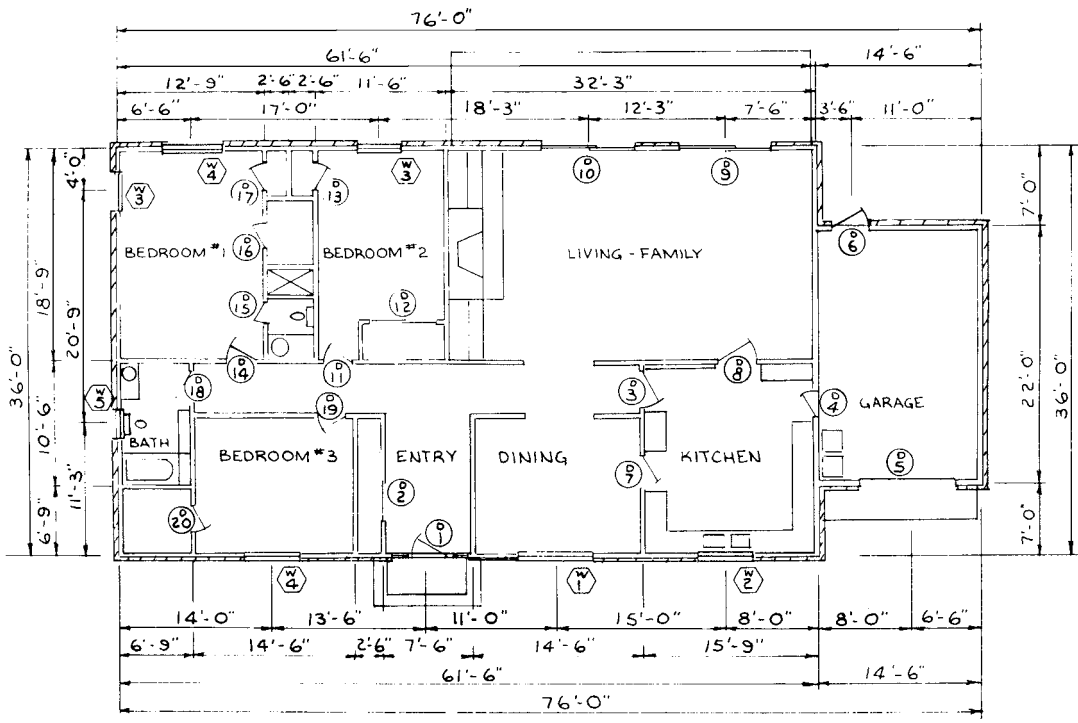 76'-0"
61'-6" 14'-6"
12'-9" 2'-6" 2'-6" 11'-6" 32'-3"
6'-6" 17'-0" 18'-3" 12'-3" 7'-6" 3'-6" 11'-0"
36'-0"
18'-9"
10'-6"
6'-9"
4'-0"
20'-9"
11'-3"
W 3
W 4
W 3
W 5
D 17
D 13
D 10
D 9
D 6
BEDROOM #1
D 16
BEDROOM #2
LIVING - FAMILY
D 15
D 12
D 14
D 11
D 8
D 18
D 19
D 3
D 4
GARAGE
BATH
BEDROOM #3
ENTRY
DINING
KITCHEN
D 7
D 5
D 2
D 20
D 1
W 4
W 1
W 2
7'-0"
22'-0"
7'-0"
36'-0"
14'-0" 13'-6" 11'-0" 15'-0" 8'-0" 8'-0" 6'-6"
6'-9" 14'-6" 2'-6 7'-6" 14'-6" 15'-9"
61'-6" 14'-6"
76'-0"